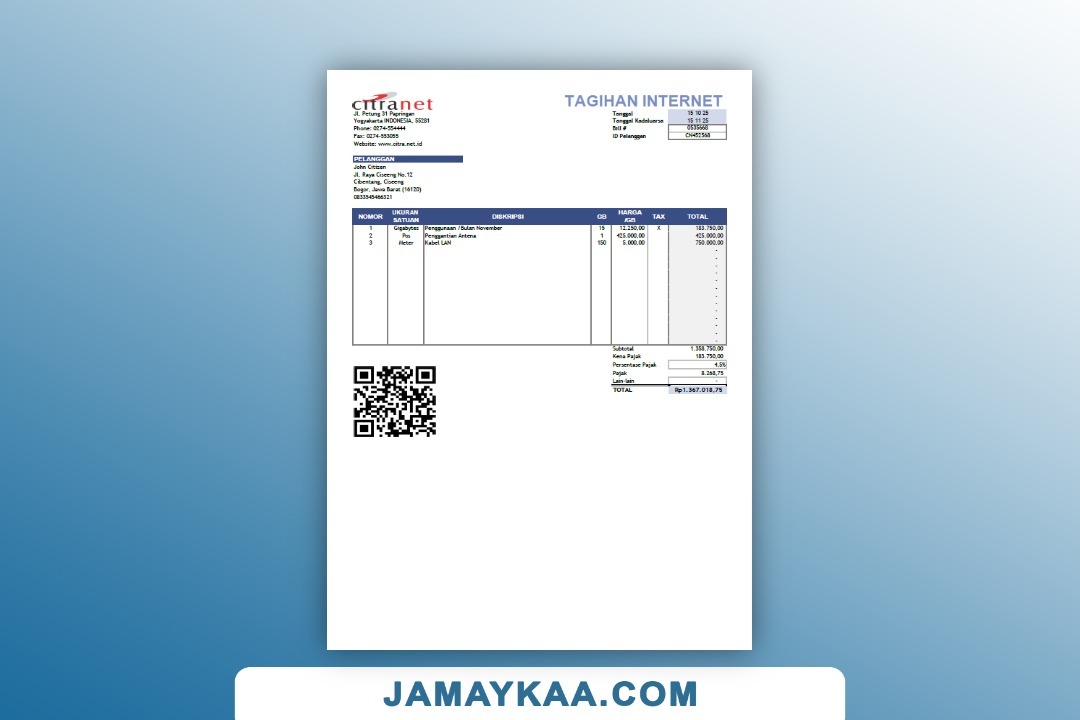 citranet
Jl. Petung 31 Papringan
Yogyakarta INDONESIA, 55281
Phone: 0274-554444
Fax: 0274-553055
Website: www.citra.net.id
TAGIHAN INTERNET
Tanggal 15 10 25
Tanggal Kadaluarsa 15 11 25
Bill # 0535668
ID Pelanggan CN452568
PELANGGAN
John Citizen
Jl. Raya Ciseeng No.12
Cibentang, Ciseeng
Bogor, Jawa Barat (16120)
NOMOR UKURAN SATUAN DISKRIPSI GB HARGA /GB TAX TOTAL
1 Gigabytes Penggunaan /Bulan November 15 12.250,00 X 183.750,00
2 Pcs Penggantian Antena 1 425.000,00 425.000,00
3 Meter Kabel LAN 150 5.000,00 750.000,00
Subtotal 1.358.750,00
Kena Pajak 183.750,00
Persentase Pajak 4,5%
Pajak 8.268,75
Lain-lain -
TOTAL Rp1.367.018,75
JAMAYKAA.COM